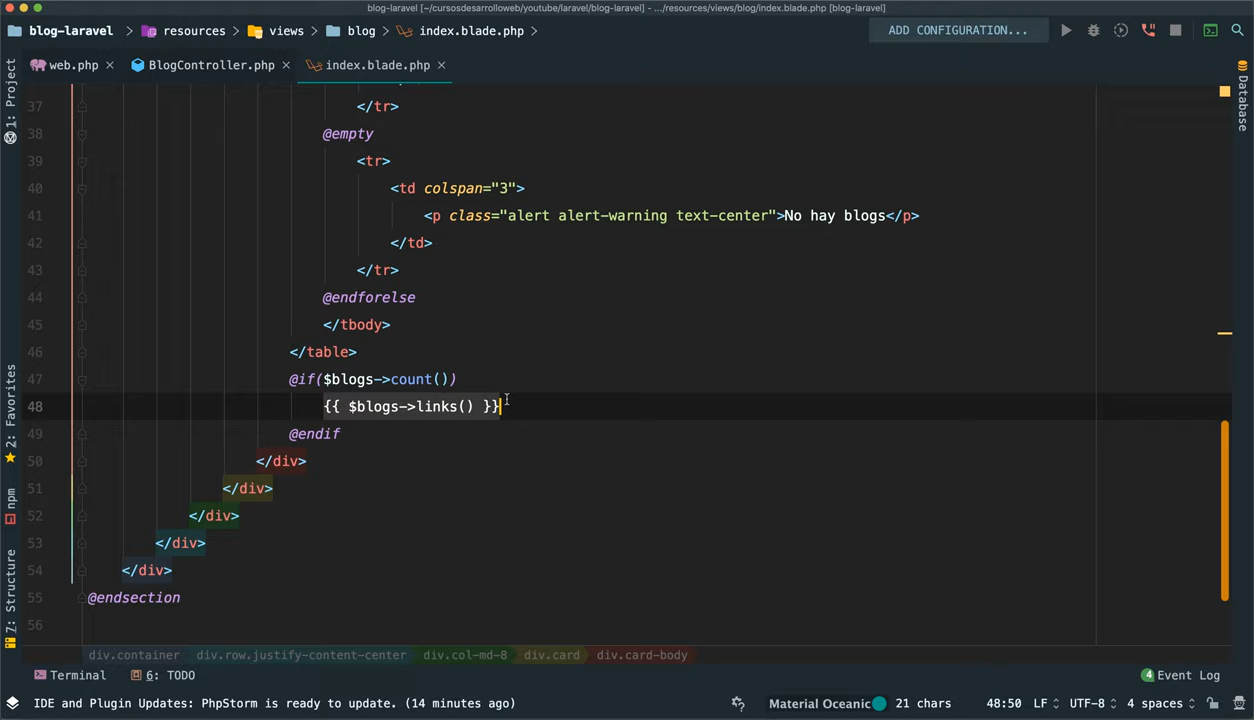 blog-laravel [~/cursosdesarrolloweb/youtube/laravel/blog-laravel] - .../resources/views/blog/index.blade.php [blog-laravel]
blog-laravel resources views blog index.blade.php ADD CONFIGURATION...
web.php BlogController.php index.blade.php
37 </tr>
38 @empty
39 <tr>
40 <td colspan="3">
41 <p class="alert alert-warning text-center">No hay blogs</p>
42 </td>
43 </tr>
44 @endforelse
45 </tbody>
46 </table>
47 @if($blogs->count())
48 {{ $blogs->links() }}
49 @endif
50 </div>
51 </div>
52 </div>
53 </div>
54 </div>
55 @endsection
56
div.container div.row.justify-content-center div.col-md-8 div.card div.card-body
1: Project
2: Favorites
npm
7: Structure
Database
Terminal 6: TODO 4 Event Log
IDE and Plugin Updates: PhpStorm is ready to update. (14 minutes ago) Material Oceanic 21 chars 48:50 LF UTF-8 4 spaces